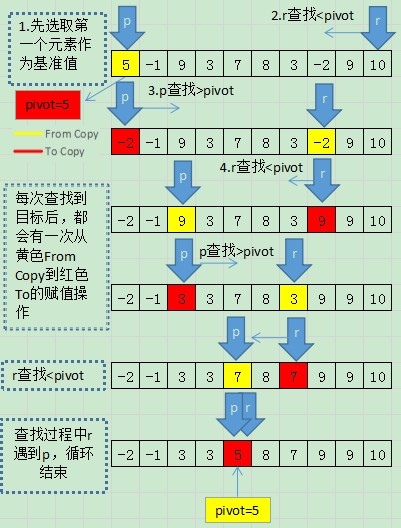 p
r
1.先选取第
一个元素作
为基准值
2.r查找<pivot
5 -1 9 3 7 8 3 -2 9 10
pivot=5
p
3.p查找>pivot
r
From Copy
To Copy
-2 -1 9 3 7 8 3 -2 9 10
p
4.r查找<pivot
r
每次查找到
目标后，都
会有一次从
黄色From
Copy到红色
To的赋值操
作
-2 -1 9 3 7 8 3 9 9 10
p
p查找>pivot
r
-2 -1 3 3 7 8 3 9 9 10
p
r
r查找<pivot
-2 -1 3 3 7 8 7 9 9 10
p
r
查找过程中r
遇到p，循环
结束
-2 -1 3 3 5 8 7 9 9 10
pivot=5